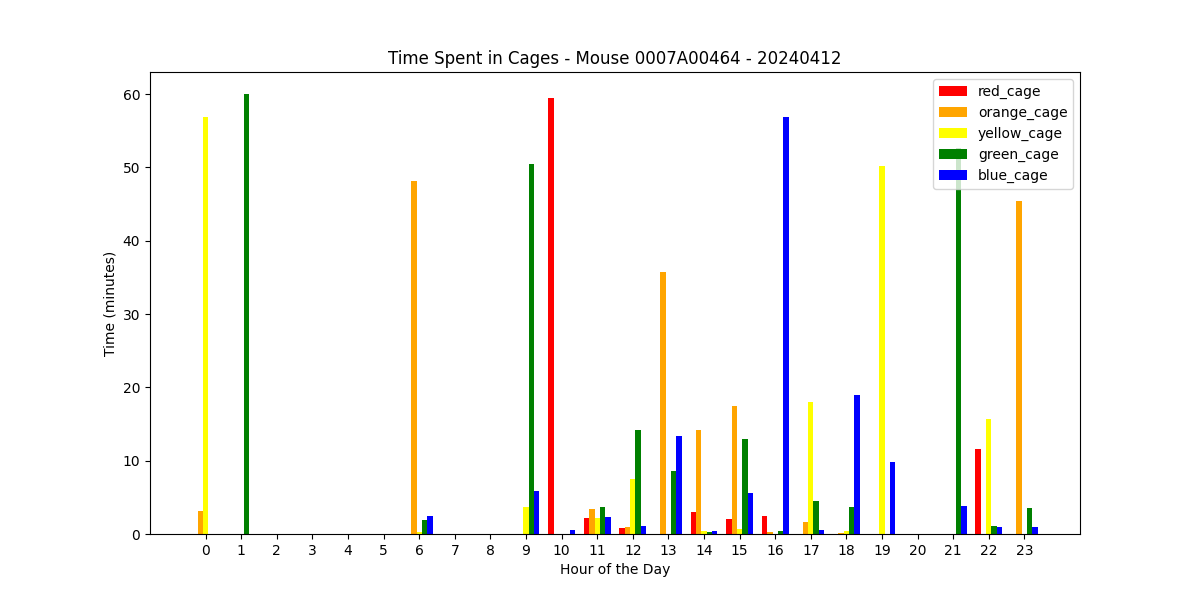 Time Spent in Cages - Mouse 0007A00464 - 20240412
red_cage
orange_cage
yellow_cage
green_cage
blue_cage
Time (minutes)
60
50
40
30
20
10
0
0 1 2 3 4 5 6 7 8 9 10 11 12 13 14 15 16 17 18 19 20 21 22 23
Hour of the Day